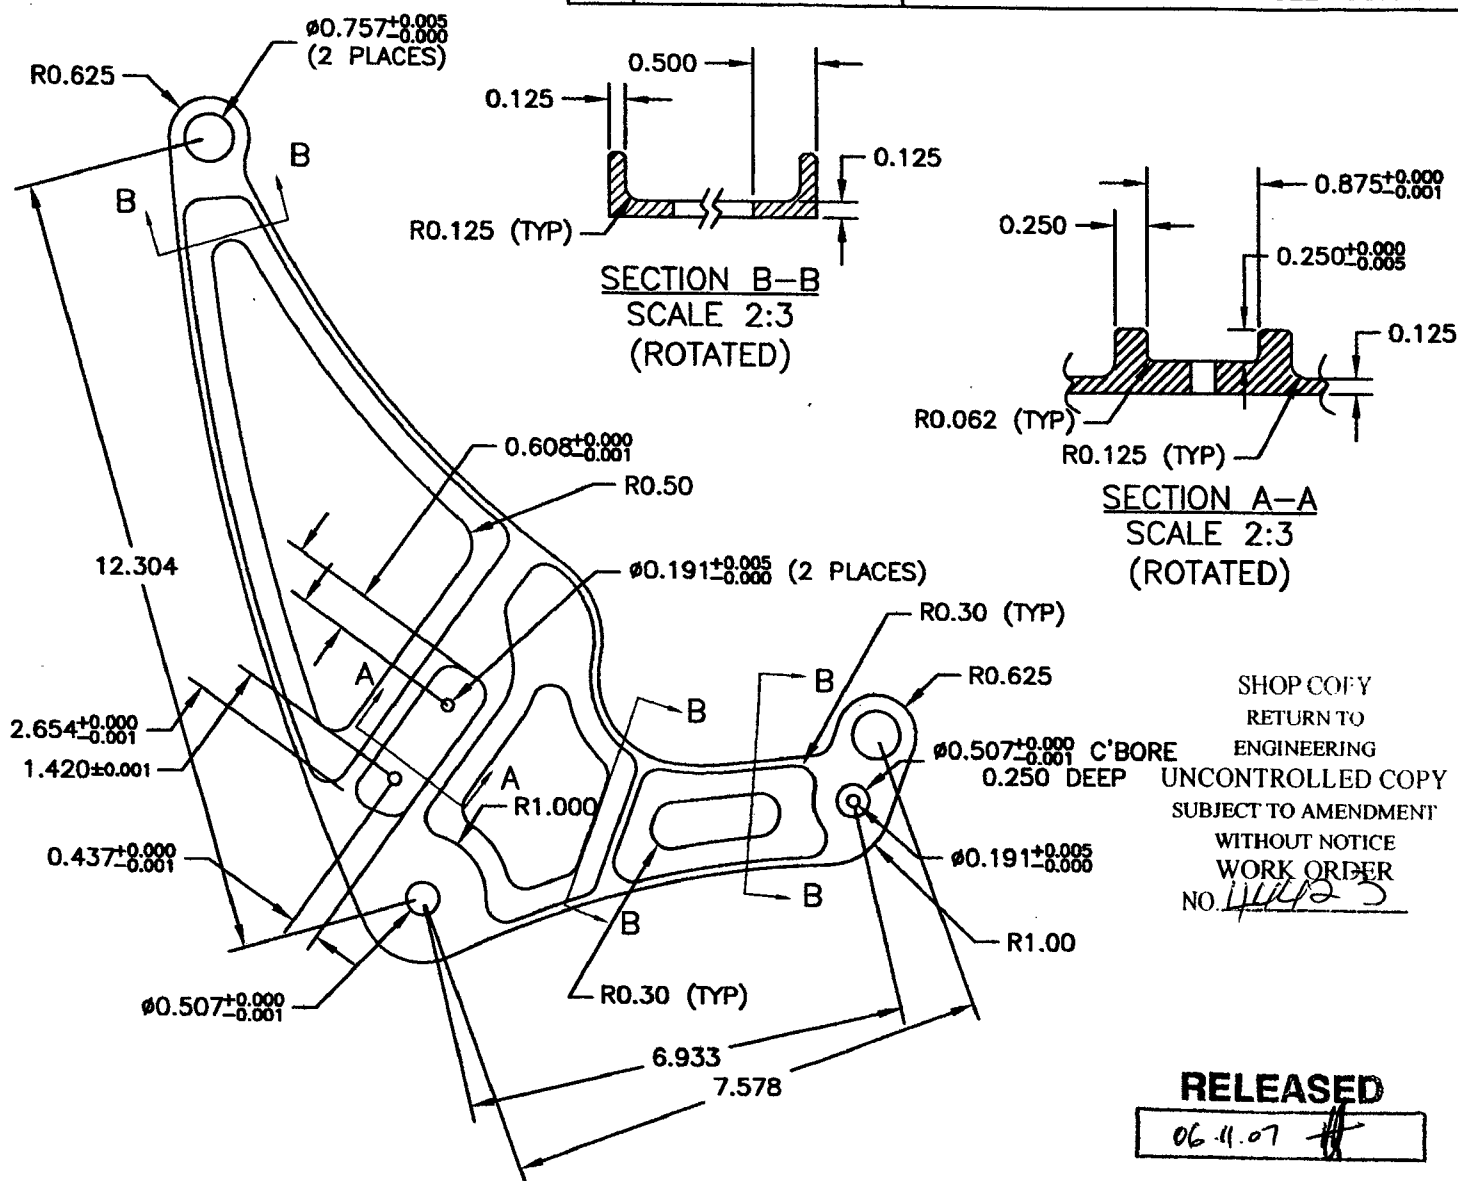 ø0.757+0.005
-0.000
(2 PLACES)
R0.625
B
B
0.500
0.125
0.125
R0.125 (TYP)
SECTION B-B
SCALE 2:3
(ROTATED)
0.875+0.000
-0.001
0.250
0.250+0.000
-0.005
0.125
R0.062 (TYP)
R0.125 (TYP)
SECTION A-A
SCALE 2:3
(ROTATED)
0.608+0.000
-0.001
R0.50
12.304
ø0.191+0.005
-0.000 (2 PLACES)
R0.30 (TYP)
A
B
B
R0.625
2.654+0.000
-0.001
1.420±0.001
A
R1.000
ø0.507+0.000
-0.001 C'BORE
0.250 DEEP
0.437+0.000
-0.001
ø0.191+0.005
-0.000
B
B
R1.00
ø0.507+0.000
-0.001
R0.30 (TYP)
6.933
7.578
SHOP COPY
RETURN TO
ENGINEERING
UNCONTROLLED COPY
SUBJECT TO AMENDMENT
WITHOUT NOTICE
WORK ORDER
NO.
RELEASED
06.11.07